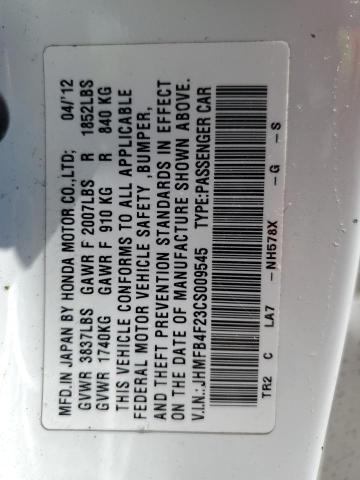 MFD.IN JAPAN BY HONDA MOTOR CO.,LTD; 04/'12
GVWR 3837LBS GAWR F 2007LBS R 1852LBS
GVWR 1740KG GAWR F 910 KG R 840 KG
THIS VEHICLE CONFORMS TO ALL APPLICABLE
FEDERAL MOTOR VEHICLE SAFETY ,BUMPER,
AND THEFT PREVENTION STANDARDS IN EFFECT
ON THE DATE OF MANUFACTURE SHOWN ABOVE.
V.I.N.: JHMFB4F23CS009545 TYPE:PASSENGER CAR
TR2 C LA7 -NH578X -G -S